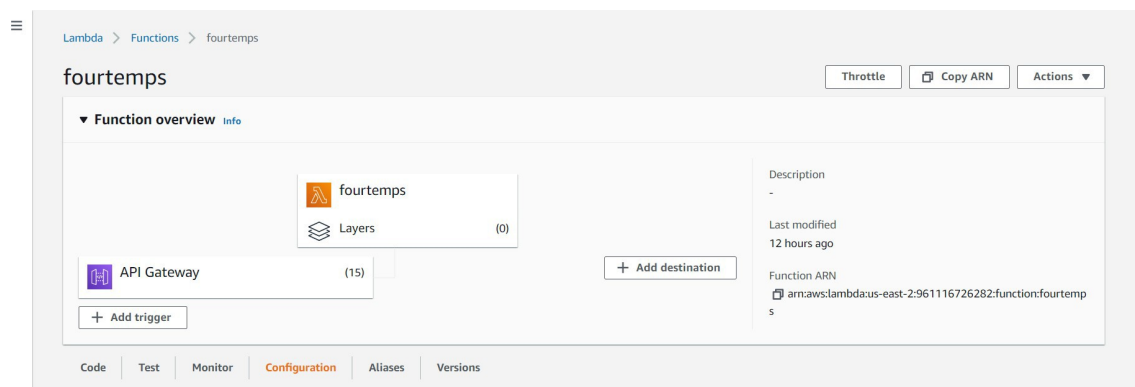 Lambda > Functions > fourtemps
fourtemps
Throttle
Copy ARN
Actions ▼
▼ Function overview Info
fourtemps
Layers (0)
API Gateway (15)
+ Add trigger
+ Add destination
Description
-
Last modified
12 hours ago
Function ARN
arn:aws:lambda:us-east-2:961116726282:function:fourtemp
s
Code
Test
Monitor
Configuration
Aliases
Versions